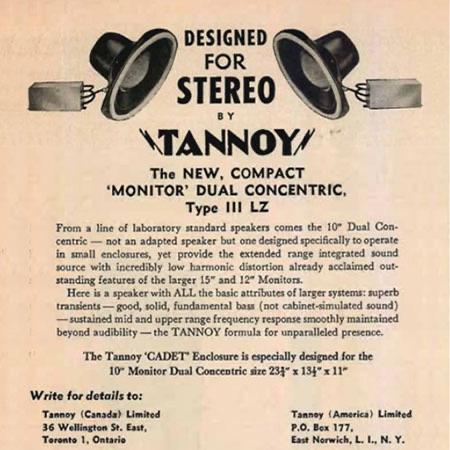 DESIGNED
FOR
STEREO
BY
TANNOY
The NEW, COMPACT
'MONITOR' DUAL CONCENTRIC,
Type III LZ
From a line of laboratory standard speakers comes the 10" Dual Con-
centric — not an adapted speaker but one designed specifically to operate
in small enclosures, yet provide the extended range integrated sound
source with incredibly low harmonic distortion already acclaimed out-
standing features of the larger 15" and 12" Monitors.
Here is a speaker with ALL the basic attributes of larger systems: superb
transients — good, solid, fundamental bass (not cabinet-simulated sound)
— sustained mid and upper range frequency response smoothly maintained
beyond audibility — the TANNOY formula for unparalleled presence.
The Tannoy 'CADET' Enclosure is especially designed for the
10" Monitor Dual Concentric size 23¾" x 13½" x 11"
Write for details to:
Tannoy (Canada) Limited
36 Wellington St. East,
Toronto 1, Ontario
Tannoy (America) Limited
P.O. Box 177,
East Norwich, L. I., N. Y.